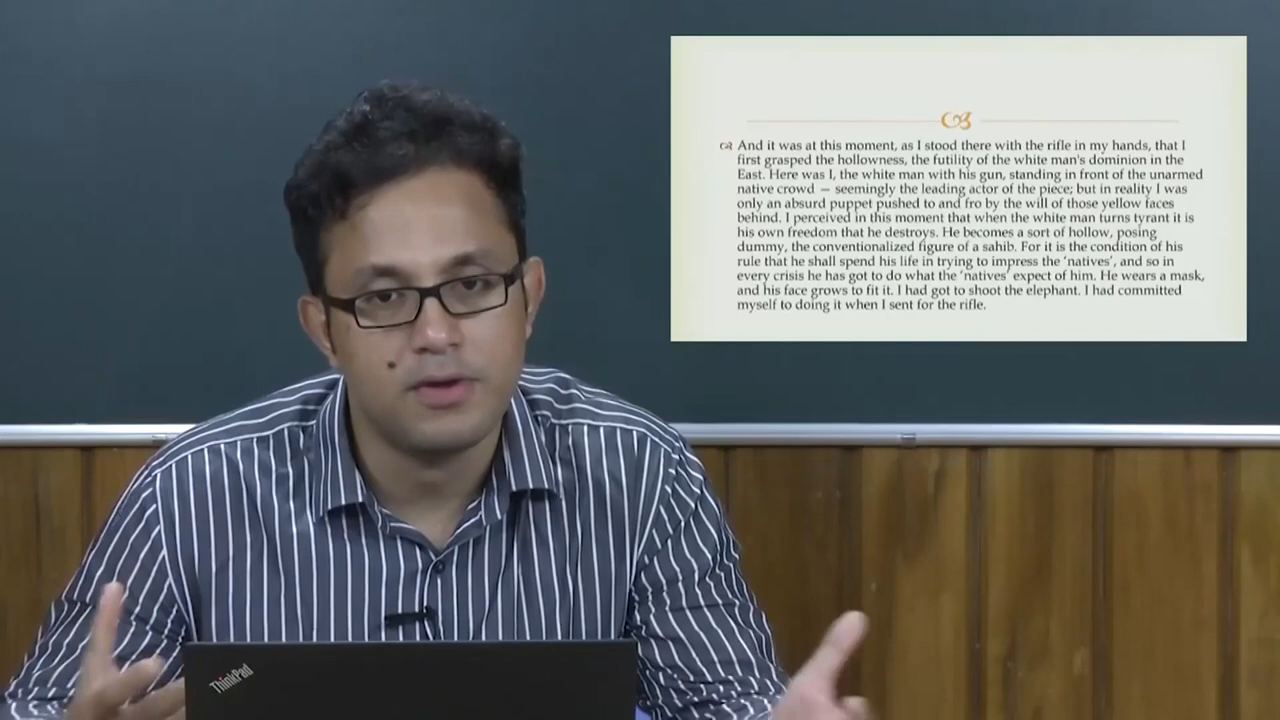 And it was at this moment, as I stood there with the rifle in my hands, that I
first grasped the hollowness, the futility of the white man's dominion in the
East. Here was I, the white man with his gun, standing in front of the unarmed
native crowd — seemingly the leading actor of the piece; but in reality I was
only an absurd puppet pushed to and fro by the will of those yellow faces
behind. I perceived in this moment that when the white man turns tyrant it is
his own freedom that he destroys. He becomes a sort of hollow, posing
dummy, the conventionalized figure of a sahib. For it is the condition of his
rule that he shall spend his life in trying to impress the 'natives', and so in
every crisis he has got to do what the 'natives' expect of him. He wears a mask,
and his face grows to fit it. I had got to shoot the elephant. I had committed
myself to doing it when I sent for the rifle.
ThinkPad